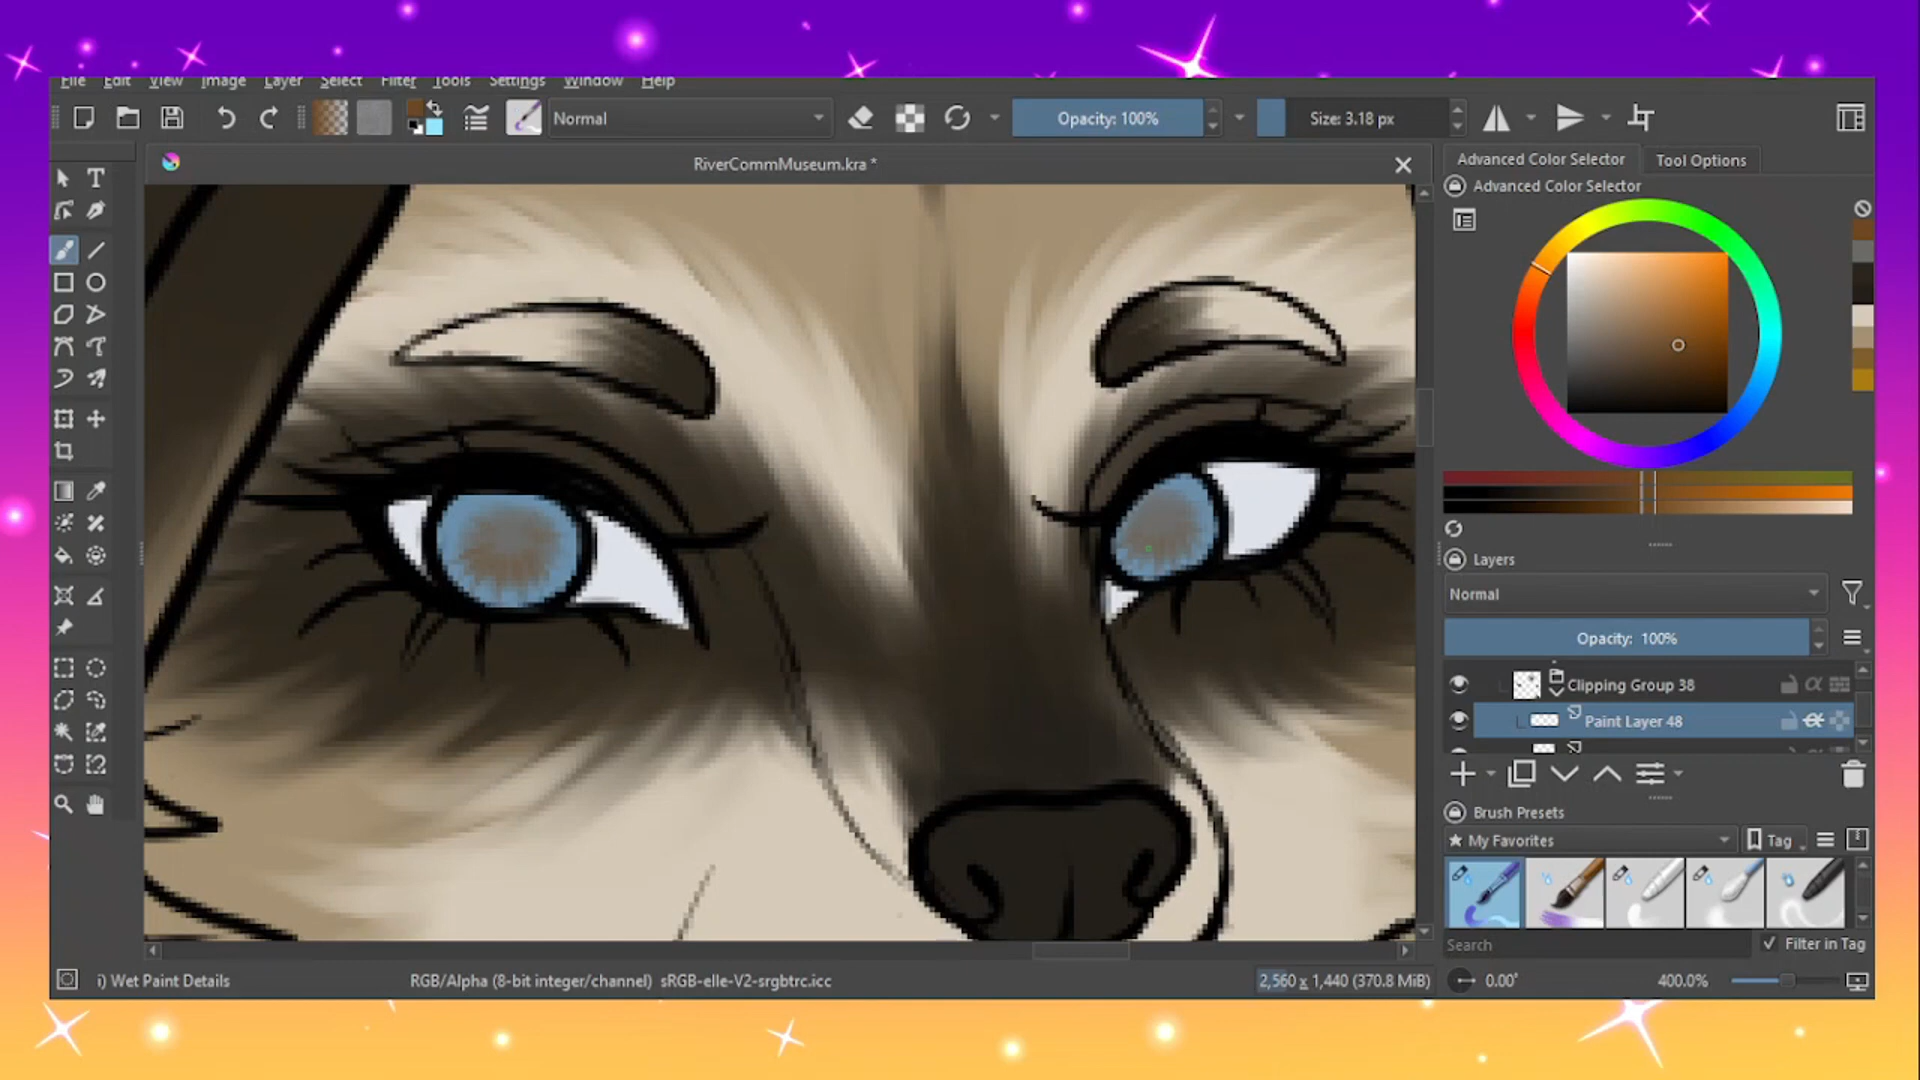 File Edit View Image Layer Select Filter Tools Settings Window Help
Normal Opacity: 100% Size: 3.18 px
RiverCommMuseum.kra *
Advanced Color Selector Tool Options
Advanced Color Selector
T
Layers
Normal
Opacity: 100%
Clipping Group 38
Paint Layer 48
Brush Presets
My Favorites Tag
Search Filter in Tag
i) Wet Paint Details RGB/Alpha (8-bit integer/channel) sRGB-elle-V2-srgbtrc.icc 2,560 x 1,440 (370.8 MiB) 0.00° 400.0%